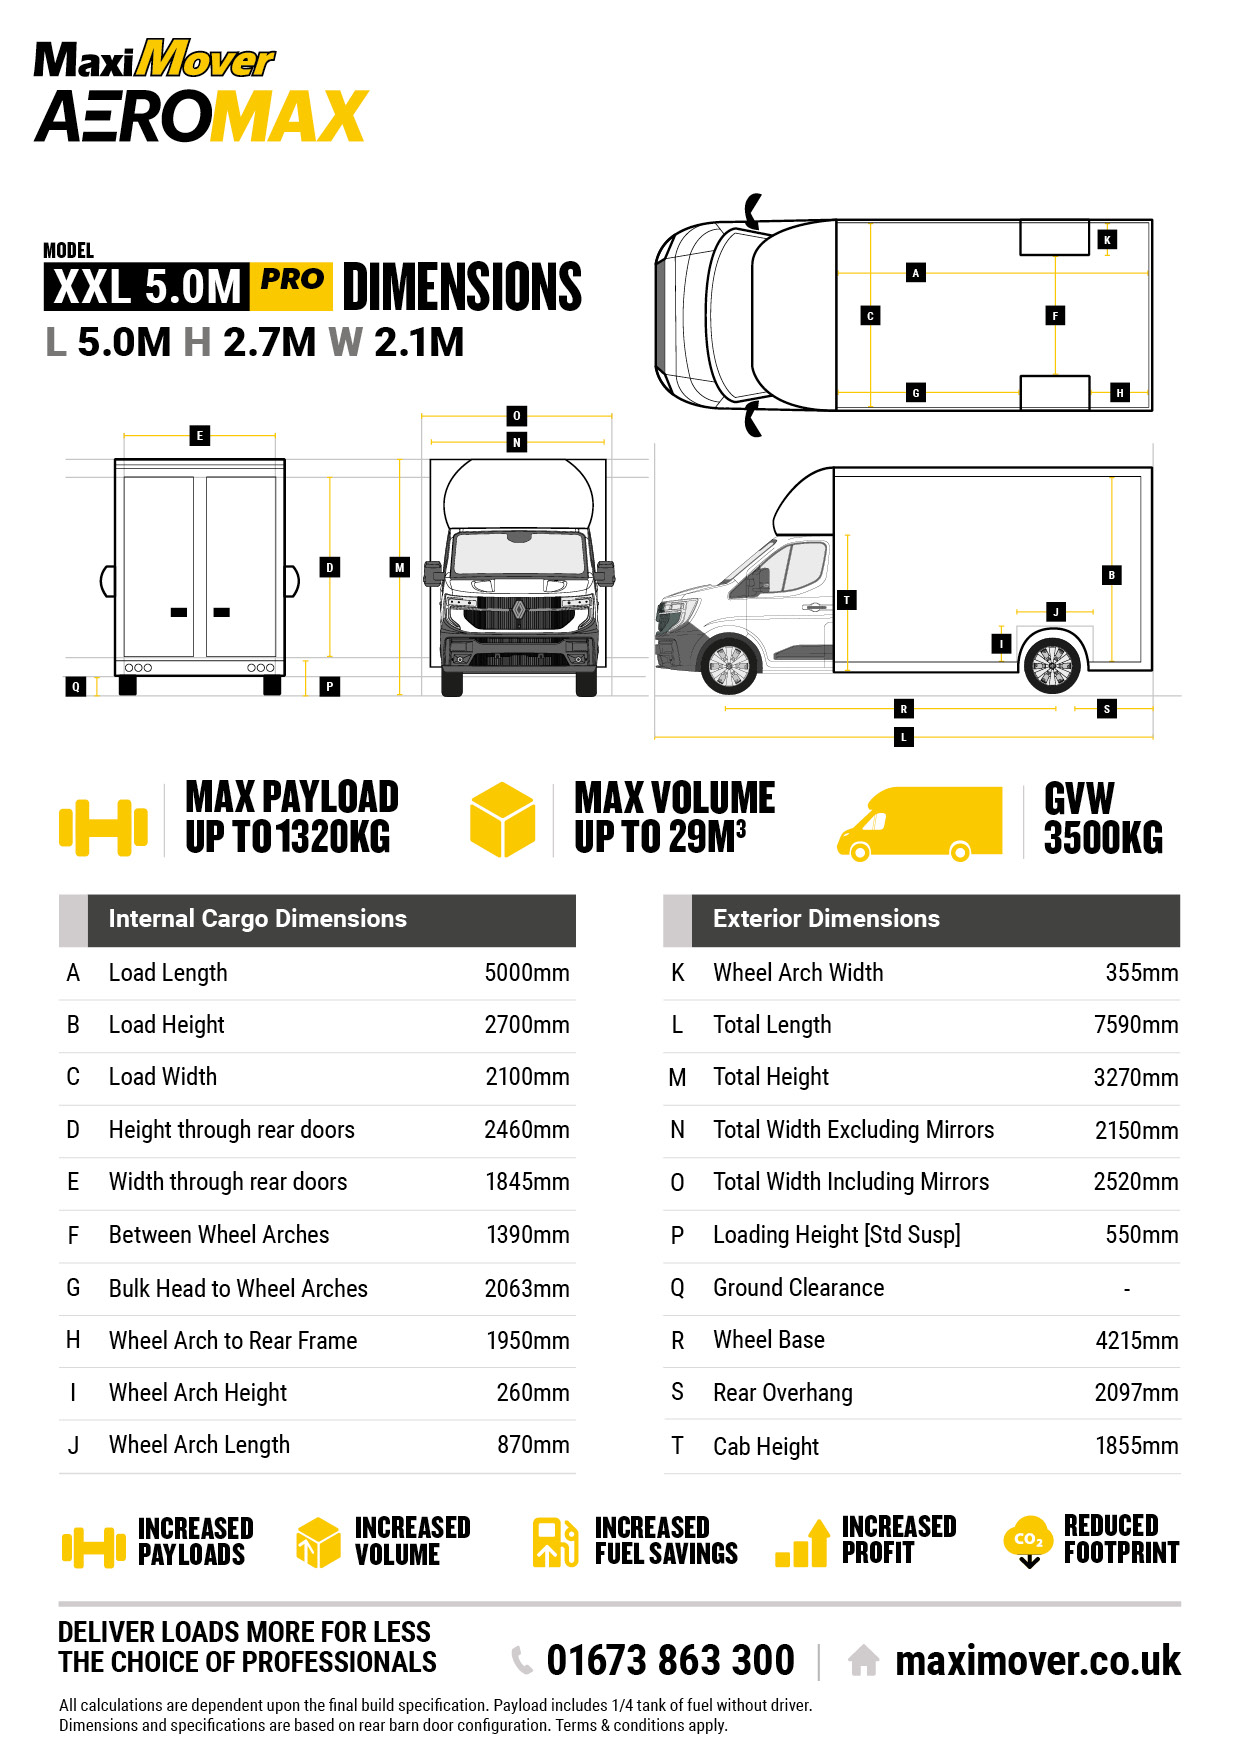 MaxiMover
AEROMAX
MODEL
XXL 5.0M PRO DIMENSIONS
L 5.0M H 2.7M W 2.1M
K
A
C
F
G
H
O
E
N
D
M
B
T
J
I
Q
P
R
S
L
MAX PAYLOAD
UP TO 1320KG
MAX VOLUME
UP TO 29M³
GVW
3500KG
Internal Cargo Dimensions
A Load Length 5000mm
B Load Height 2700mm
C Load Width 2100mm
D Height through rear doors 2460mm
E Width through rear doors 1845mm
F Between Wheel Arches 1390mm
G Bulk Head to Wheel Arches 2063mm
H Wheel Arch to Rear Frame 1950mm
I Wheel Arch Height 260mm
J Wheel Arch Length 870mm
Exterior Dimensions
K Wheel Arch Width 355mm
L Total Length 7590mm
M Total Height 3270mm
N Total Width Excluding Mirrors 2150mm
O Total Width Including Mirrors 2520mm
P Loading Height [Std Susp] 550mm
Q Ground Clearance -
R Wheel Base 4215mm
S Rear Overhang 2097mm
T Cab Height 1855mm
INCREASED
PAYLOADS
INCREASED
VOLUME
INCREASED
FUEL SAVINGS
INCREASED
PROFIT
CO₂
REDUCED
FOOTPRINT
DELIVER LOADS MORE FOR LESS
THE CHOICE OF PROFESSIONALS
01673 863 300
maximover.co.uk
All calculations are dependent upon the final build specification. Payload includes 1/4 tank of fuel without driver.
Dimensions and specifications are based on rear barn door configuration. Terms & conditions apply.